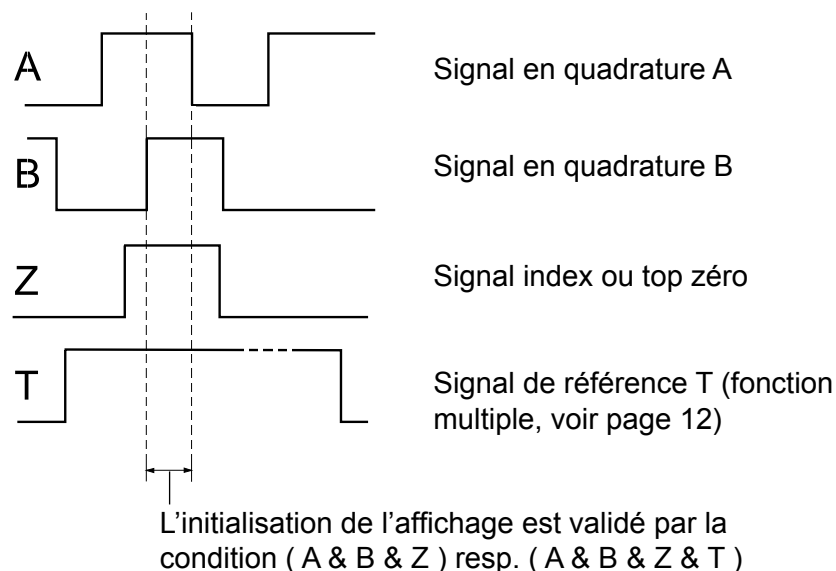 A
Signal en quadrature A
B
Signal en quadrature B
Z
Signal index ou top zéro
T
Signal de référence T (fonction
multiple, voir page 12)
L'initialisation de l'affichage est validé par la
condition ( A & B & Z ) resp. ( A & B & Z & T )